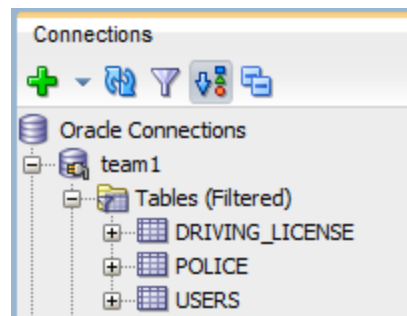 Connections
Oracle Connections
team1
Tables (Filtered)
DRIVING_LICENSE
POLICE
USERS